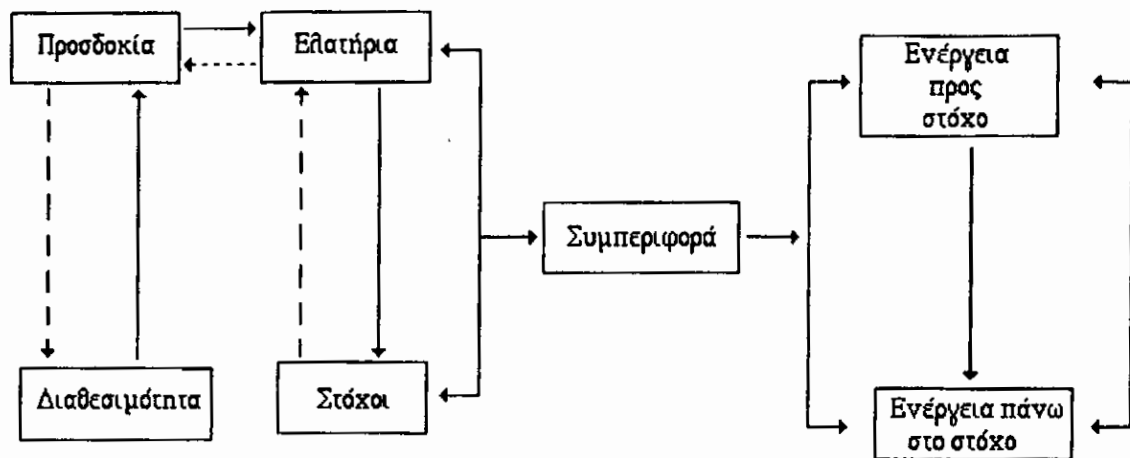 Προσδοκία
Ελατήρια
Ενέργεια
προς
στόχο
Συμπεριφορά
Διαθεσιμότητα
Στόχοι
Ενέργεια πάνω
στο στόχο